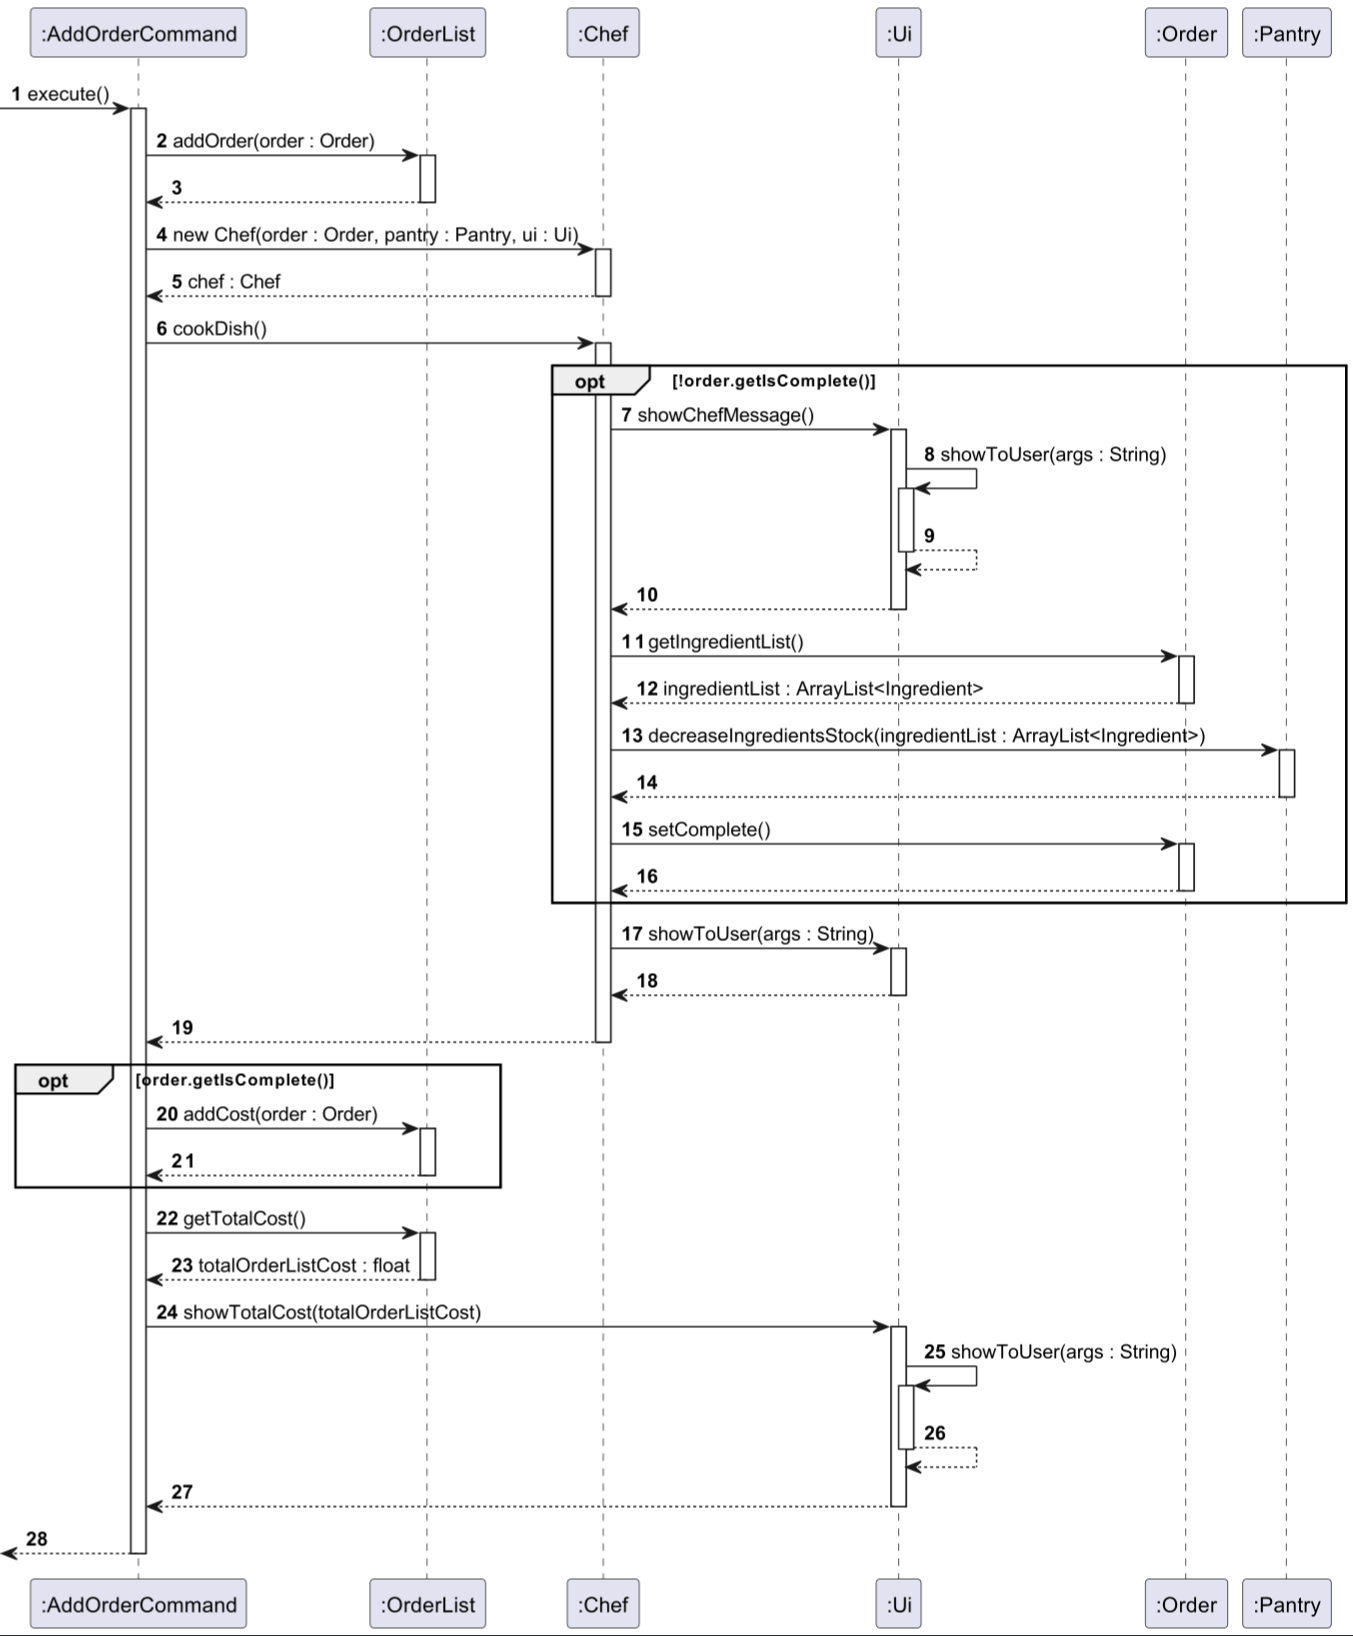 :AddOrderCommand :OrderList :Chef :Ui :Order :Pantry
1 execute()
2 addOrder(order : Order)
3
4 new Chef(order : Order, pantry : Pantry, ui : Ui)
5 chef : Chef
6 cookDish()
opt [!order.getIsComplete()]
7 showChefMessage()
8 showToUser(args : String)
9
10
11 getIngredientList()
12 ingredientList : ArrayList<Ingredient>
13 decreaseIngredientsStock(ingredientList : ArrayList<Ingredient>)
14
15 setComplete()
16
17 showToUser(args : String)
18
19
opt [order.getIsComplete()]
20 addCost(order : Order)
21
22 getTotalCost()
23 totalOrderListCost : float
24 showTotalCost(totalOrderListCost)
25 showToUser(args : String)
26
27
28
:AddOrderCommand :OrderList :Chef :Ui :Order :Pantry